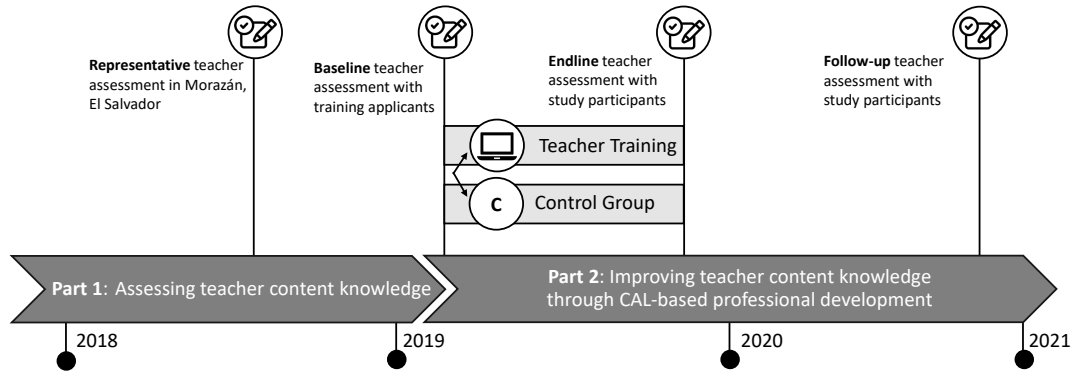 Representative teacher
assessment in Morazán,
El Salvador
Baseline teacher
assessment with
training applicants
Endline teacher
assessment with
study participants
Follow-up teacher
assessment with
study participants
Teacher Training
C
Control Group
Part 1: Assessing teacher content knowledge
Part 2: Improving teacher content knowledge
through CAL-based professional development
2018
2019
2020
2021